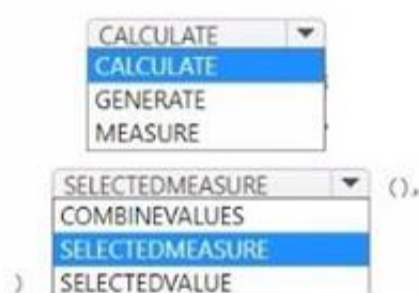 CALCULATE
CALCULATE
GENERATE
MEASURE
SELECTEDMEASURE (),
COMBINEVALUES
SELECTEDMEASURE
) SELECTEDVALUE